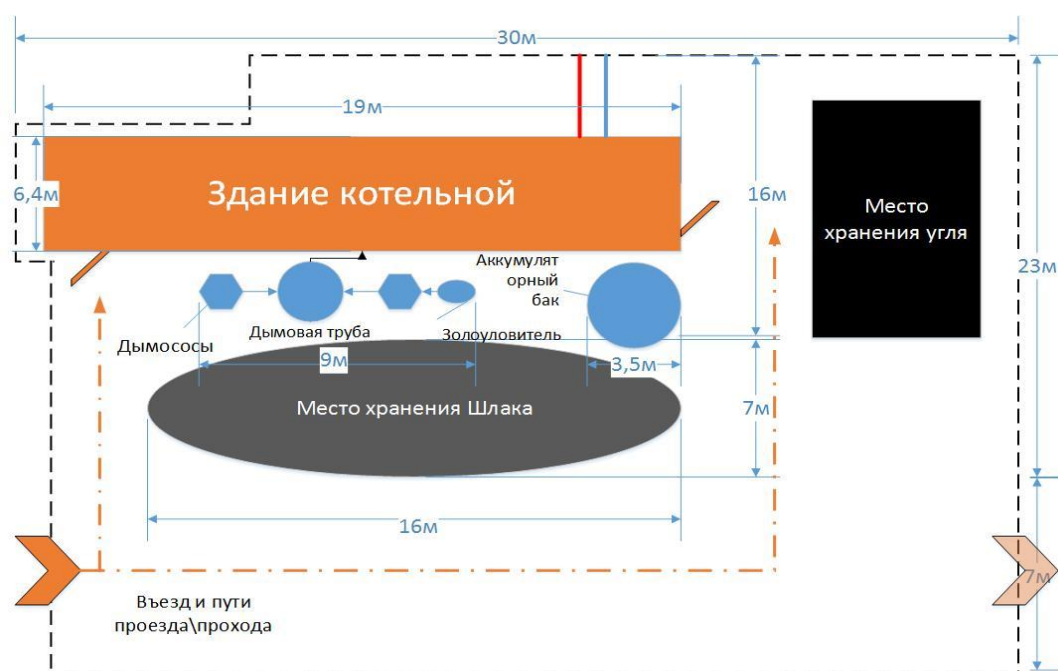 30м
19м
6,4м
Здание котельной
16м
Место
хранения угля
23м
Аккумулят
орный
бак
Дымовая труба
Золоуловитель
Дымососы
9м
3,5м
Место хранения Шлака
7м
16м
7м
Въезд и пути
проезда\прохода